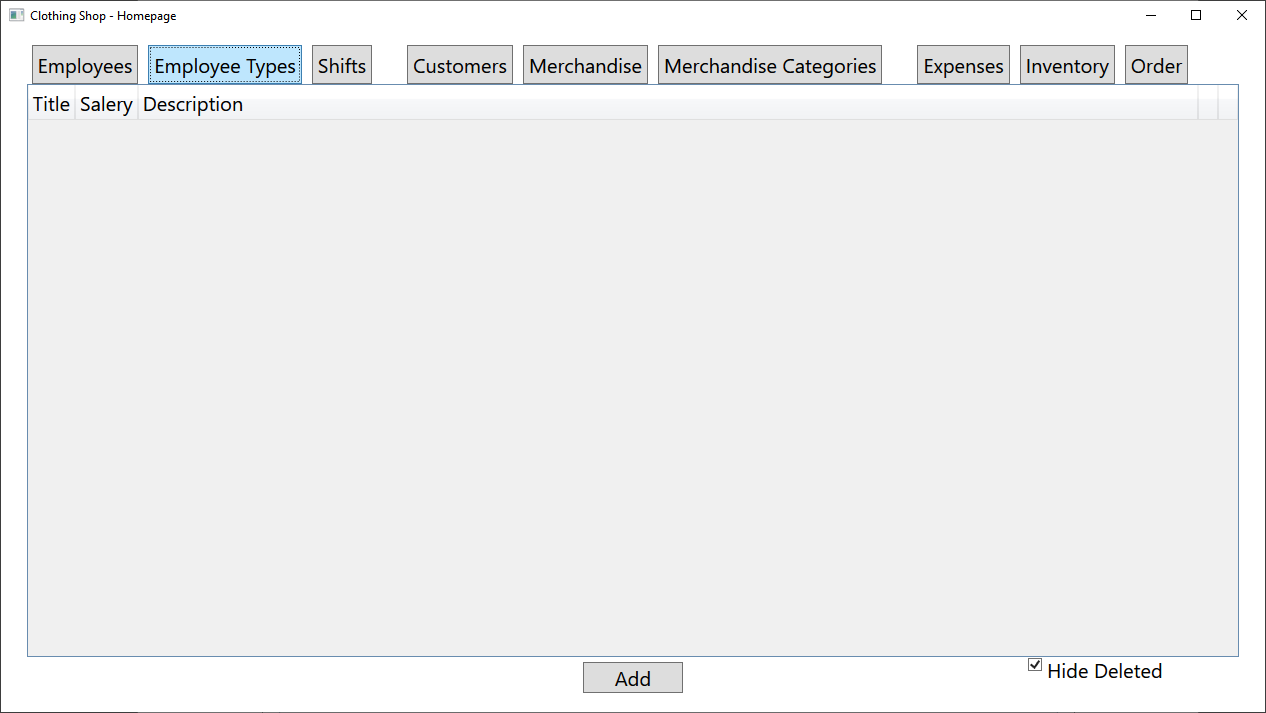 Clothing Shop - Homepage
Employees Employee Types Shifts Customers Merchandise Merchandise Categories Expenses Inventory Order
Title Salery Description
Add
Hide Deleted